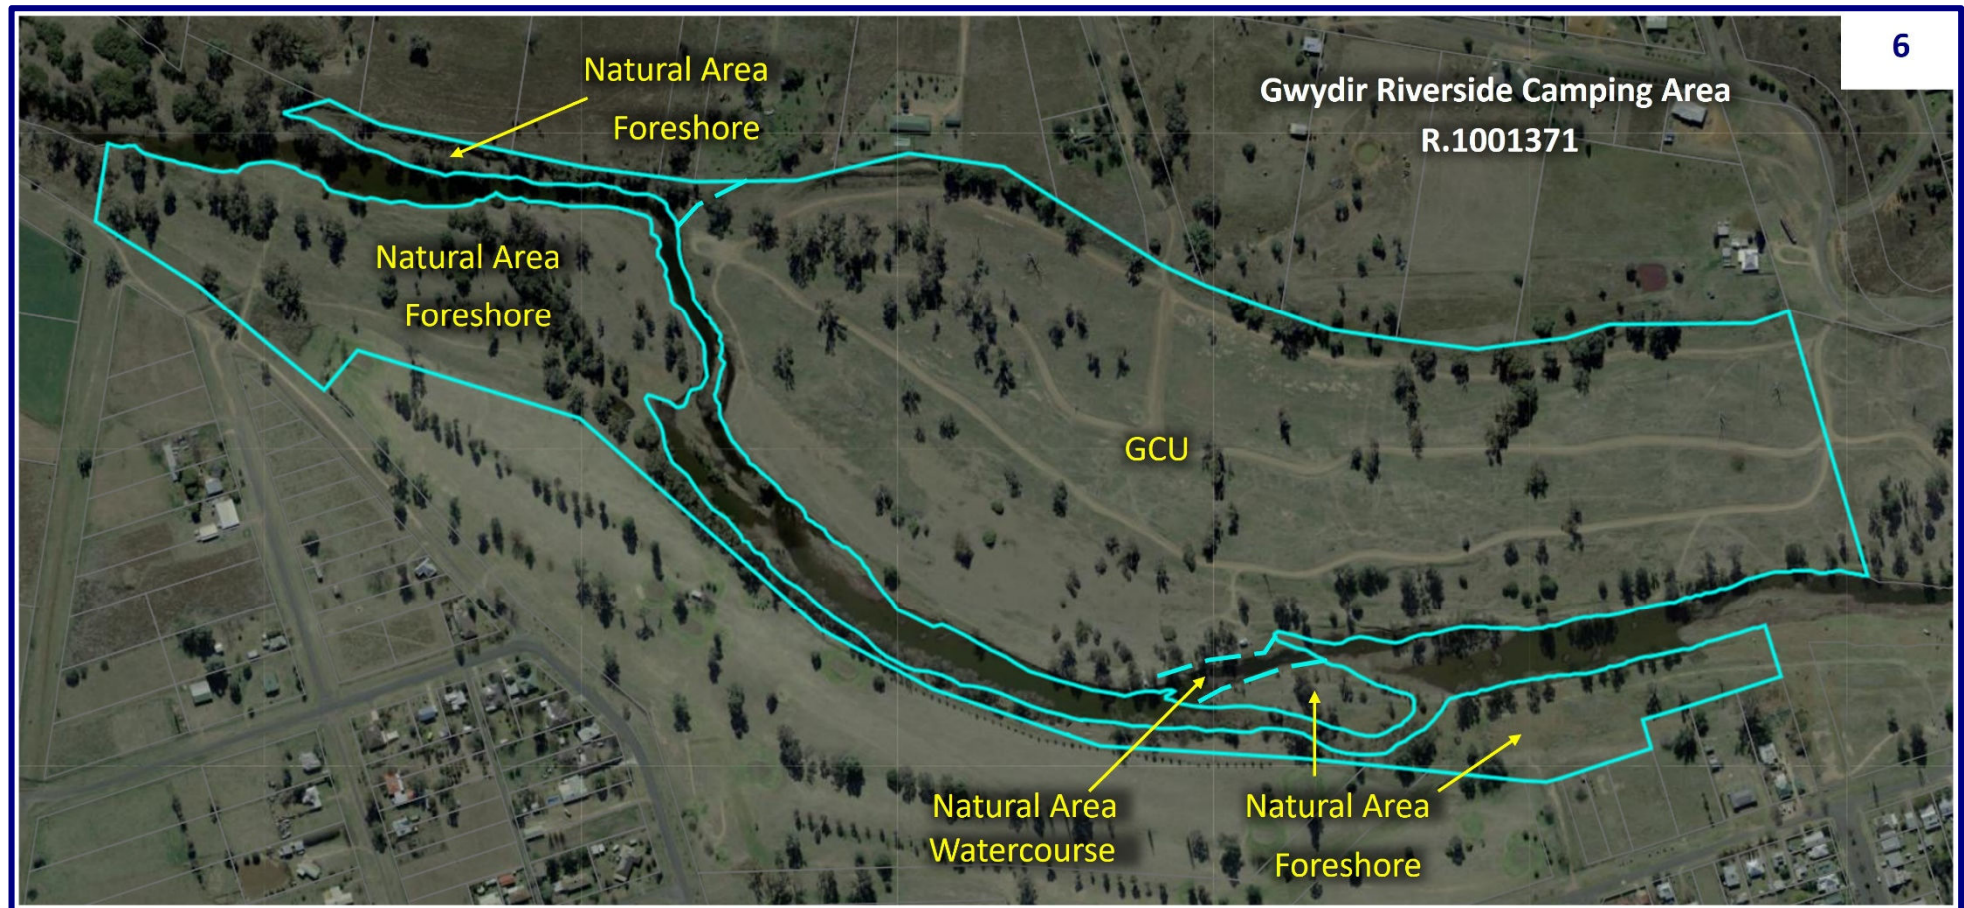 6
Gwydir Riverside Camping Area
R.1001371
Natural Area
Foreshore
Natural Area
Foreshore
GCU
Natural Area
Watercourse
Natural Area
Foreshore